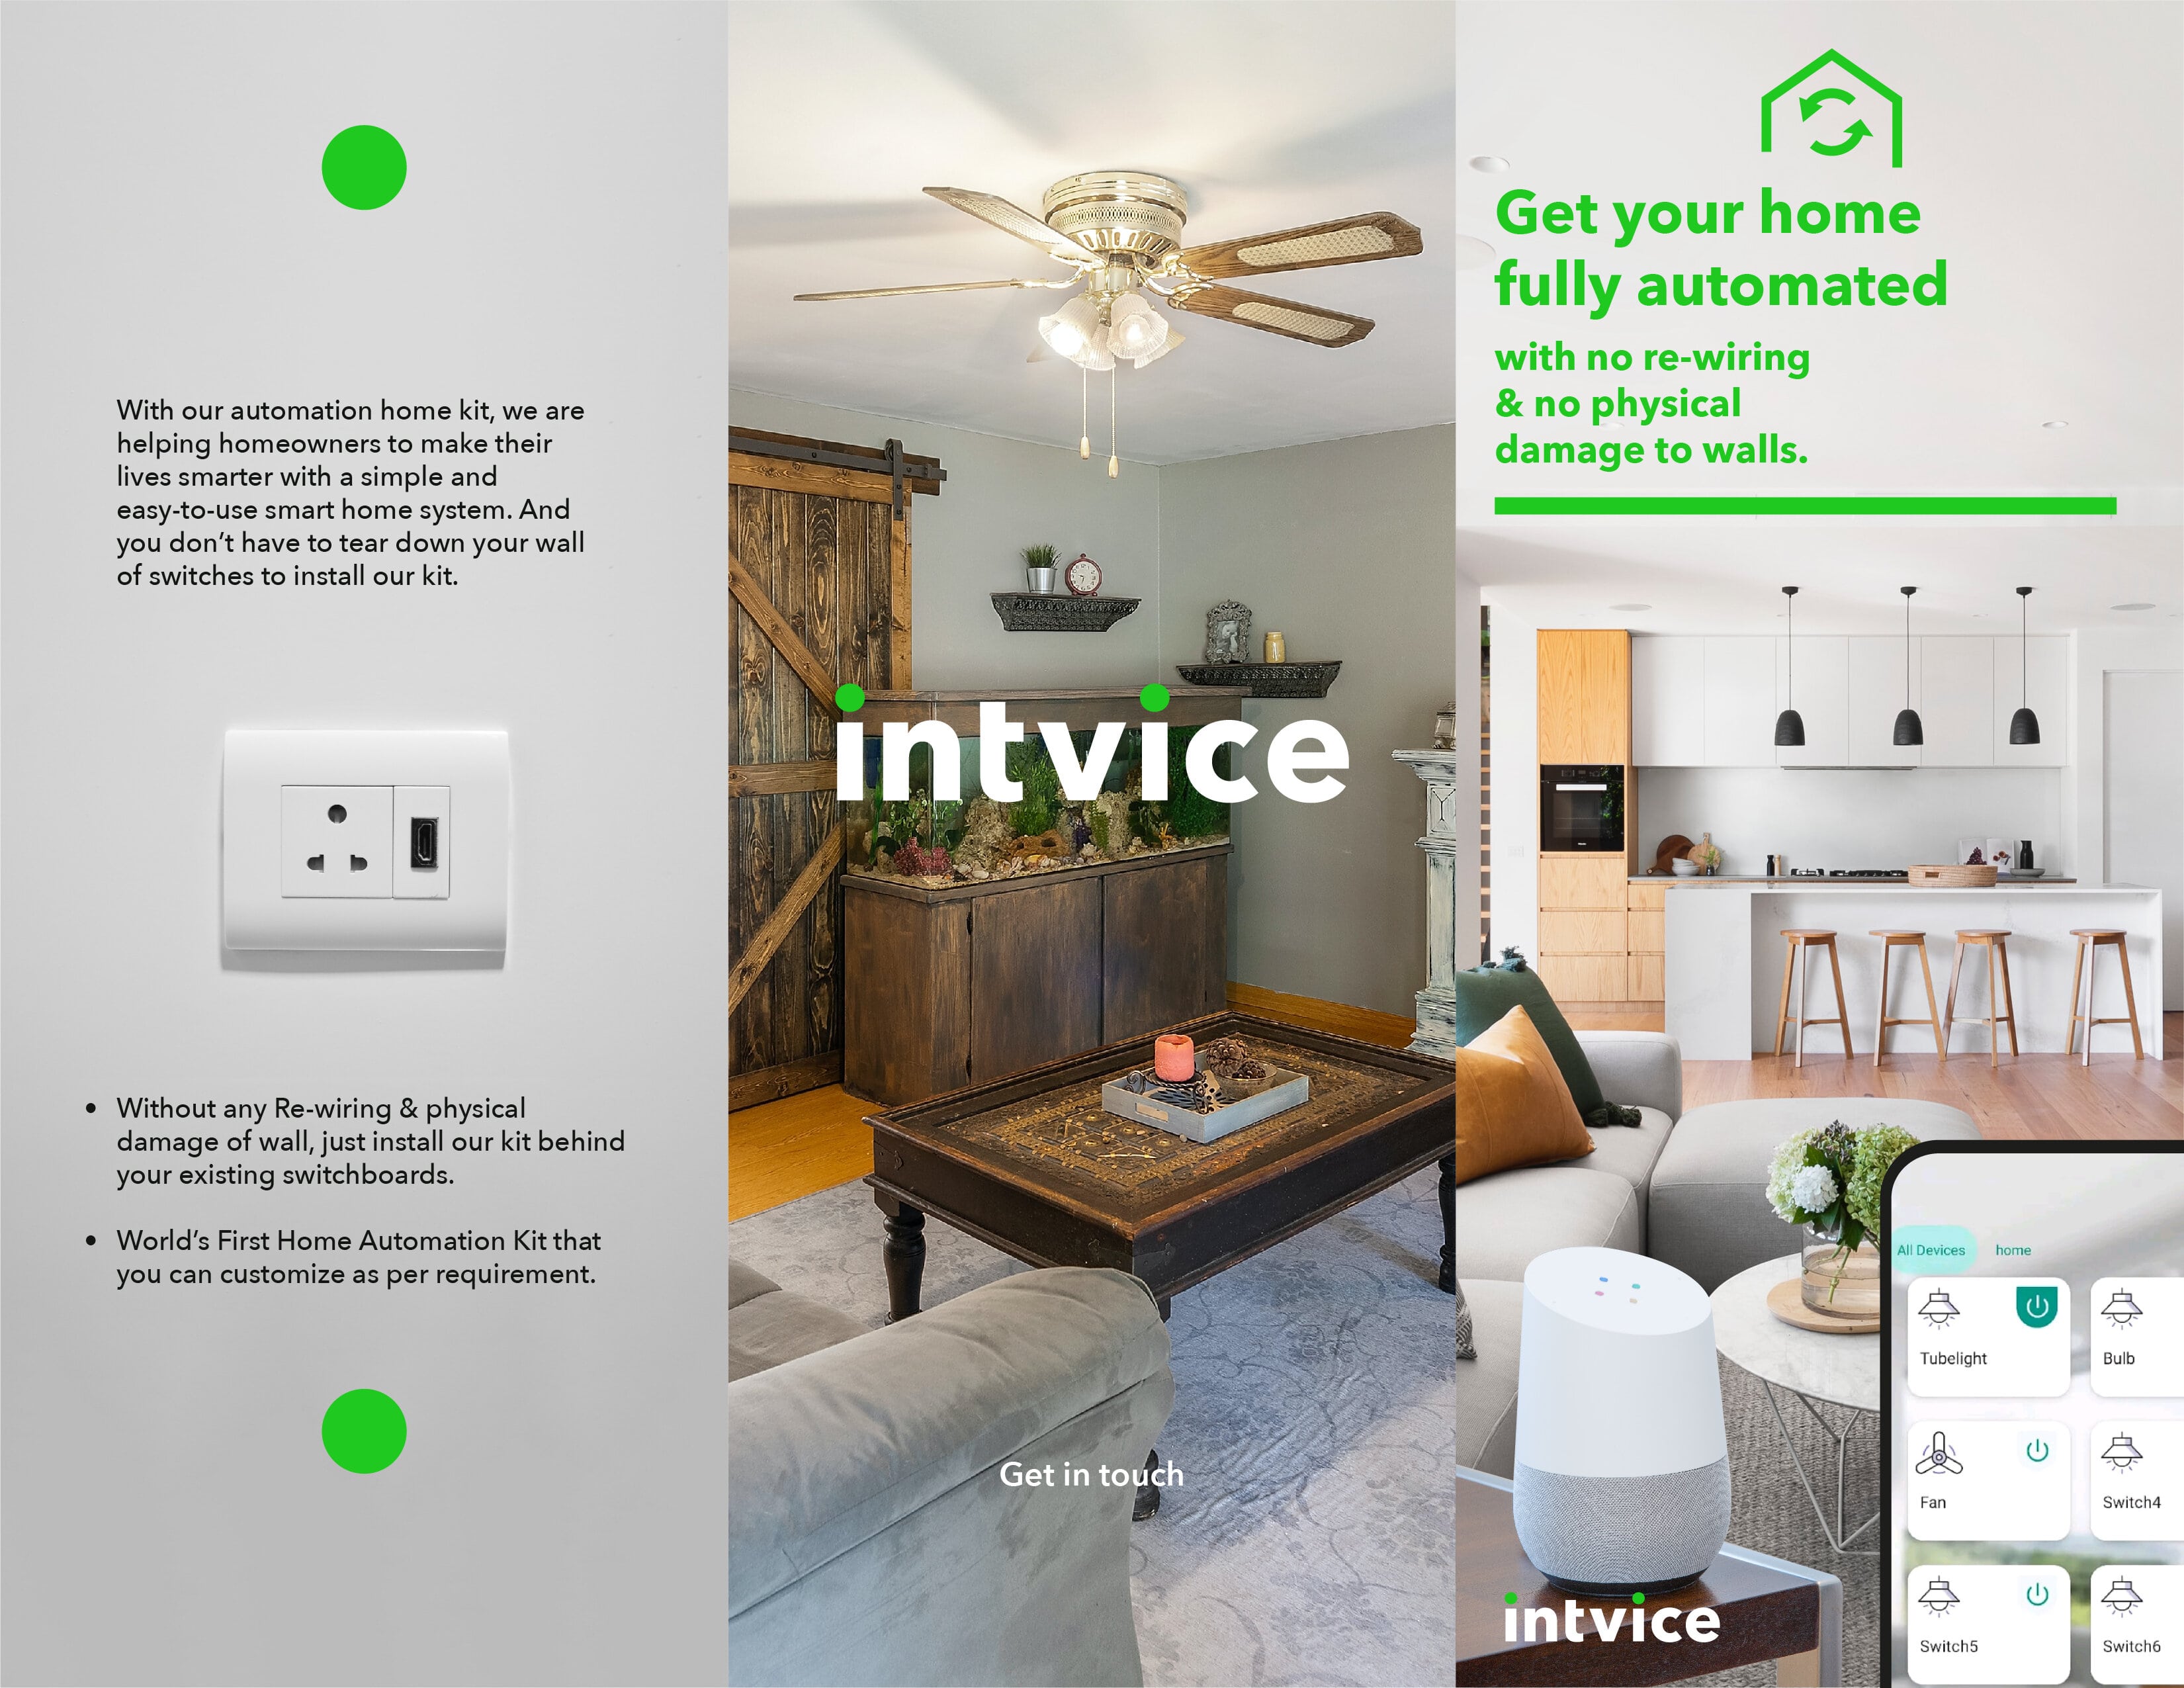 With our automation home kit, we are
helping homeowners to make their
lives smarter with a simple and
easy-to-use smart home system. And
you don’t have to tear down your wall
of switches to install our kit.
• Without any Re-wiring & physical
damage of wall, just install our kit behind
your existing switchboards.
• World’s First Home Automation Kit that
you can customize as per requirement.
intvice
Get in touch
Get your home
fully automated
with no re-wiring
& no physical
damage to walls.
All Devices home
Tubelight Bulb
Fan Switch4
Switch5 Switch6
intvice